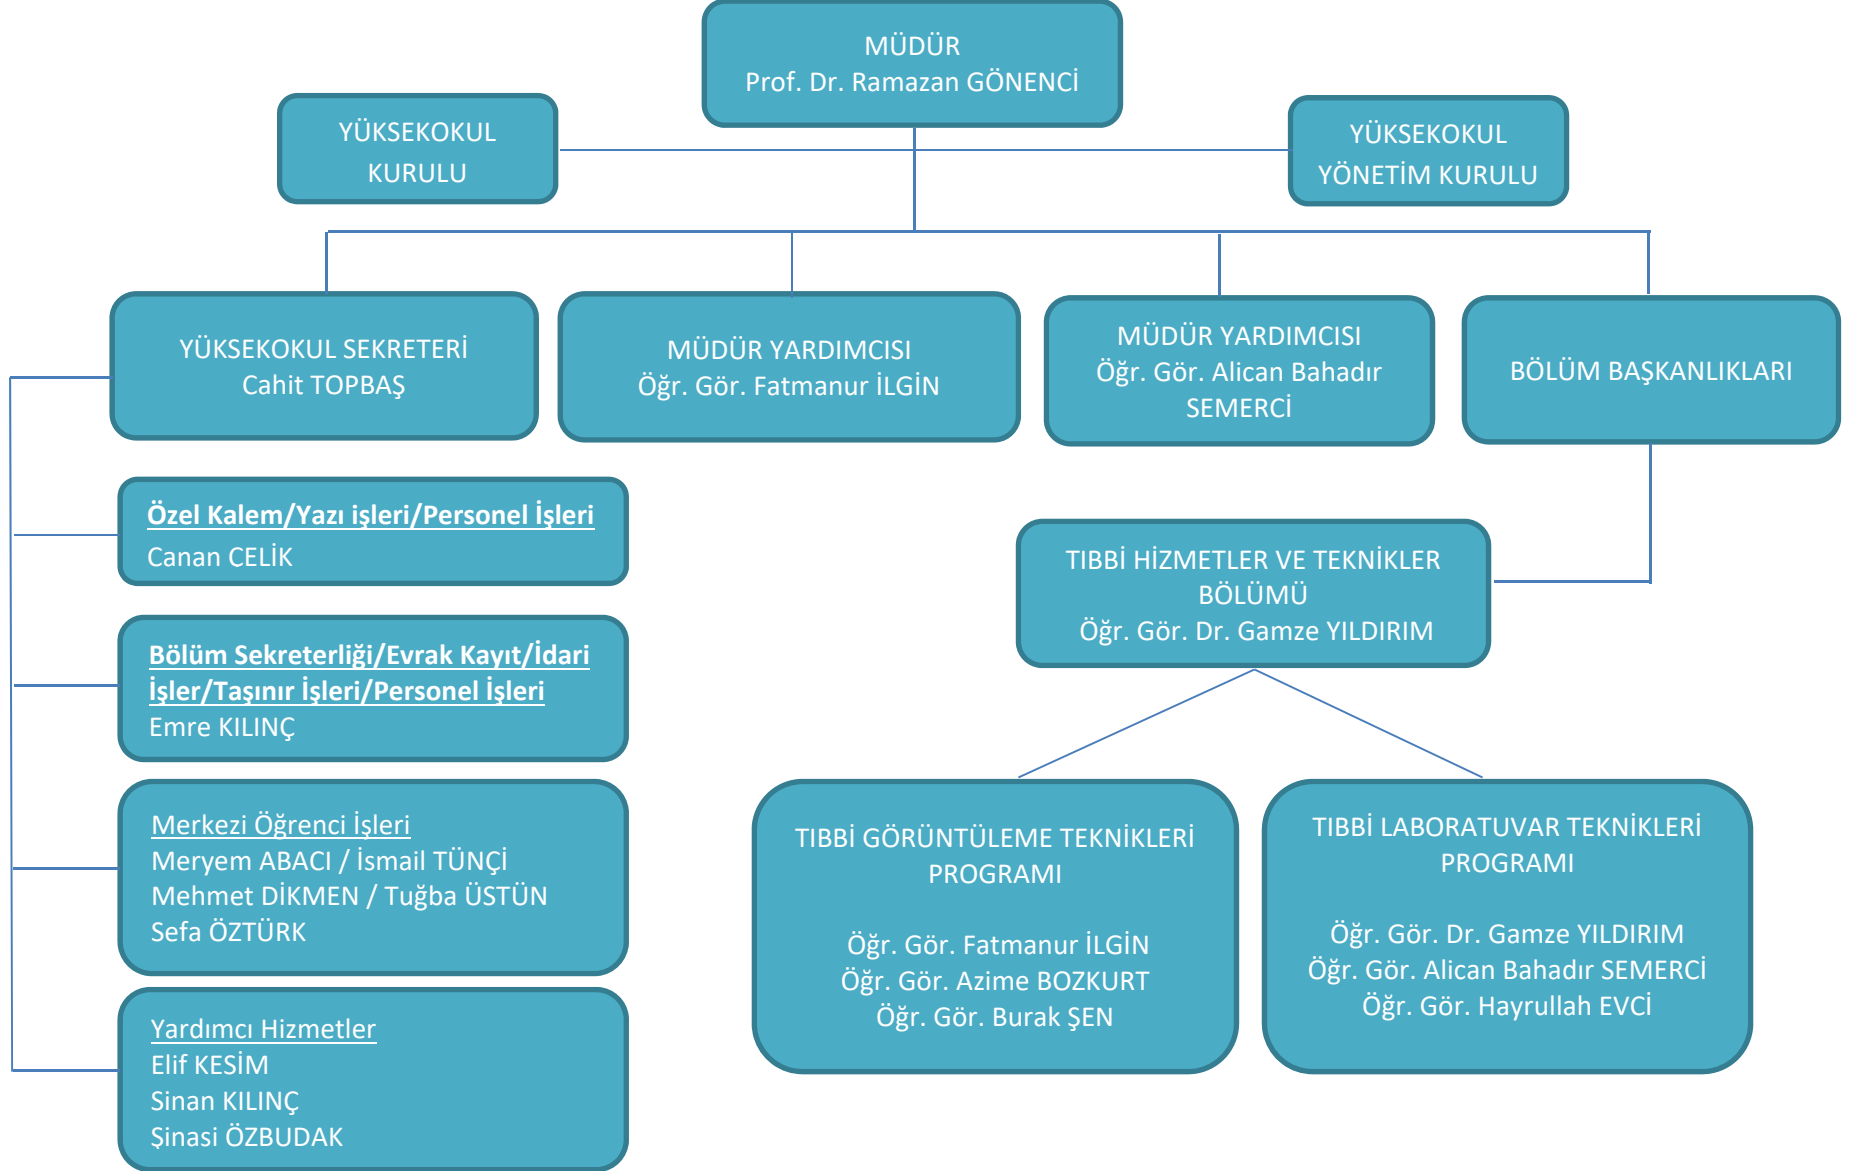 MÜDÜR
Prof. Dr. Ramazan GÖNENCİ
YÜKSEKOKUL
KURULU
YÜKSEKOKUL
YÖNETİM KURULU
YÜKSEKOKUL SEKRETERİ
Cahit TOPBAŞ
MÜDÜR YARDIMCISI
Öğr. Gör. Fatmanur İLGİN
MÜDÜR YARDIMCISI
Öğr. Gör. Alican Bahadır
SEMERCİ
BÖLÜM BAŞKANLIKLARI
Özel Kalem/Yazı işleri/Personel İşleri
Canan CELİK
Bölüm Sekreterliği/Evrak Kayıt/İdari
İşler/Taşınır İşleri/Personel İşleri
Emre KILINÇ
Merkezi Öğrenci İşleri
Meryem ABACI / İsmail TÜNÇİ
Mehmet DİKMEN / Tuğba ÜSTÜN
Sefa ÖZTÜRK
Yardımcı Hizmetler
Elif KESİM
Sinan KILINÇ
Şinasi ÖZBUDAK
TIBBİ HİZMETLER VE TEKNİKLER
BÖLÜMÜ
Öğr. Gör. Dr. Gamze YILDIRIM
TIBBİ GÖRÜNTÜLEME TEKNİKLERİ
PROGRAMI
Öğr. Gör. Fatmanur İLGİN
Öğr. Gör. Azime BOZKURT
Öğr. Gör. Burak ŞEN
TIBBİ LABORATUVAR TEKNİKLERİ
PROGRAMI
Öğr. Gör. Dr. Gamze YILDIRIM
Öğr. Gör. Alican Bahadır SEMERCİ
Öğr. Gör. Hayrullah EVCİ